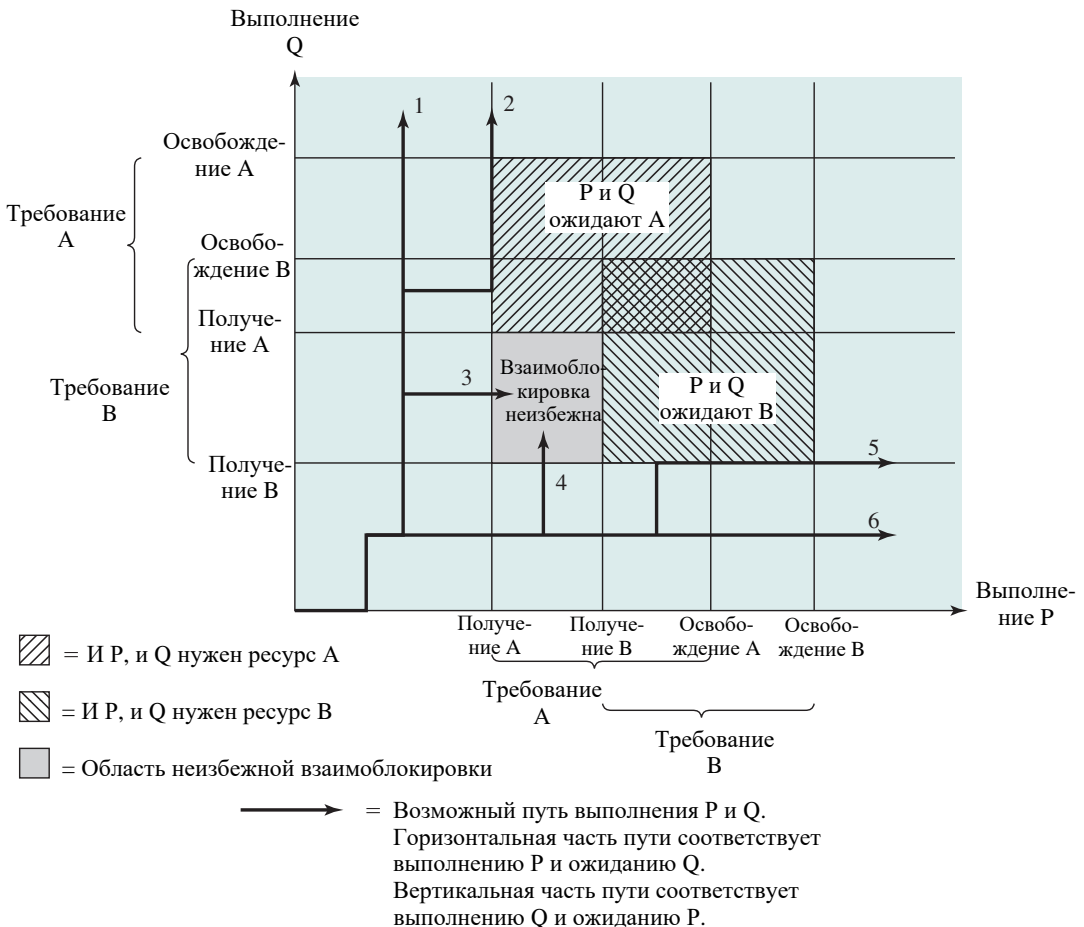 Выполнение
Q
1
2
Освобожде-
ние A
P и Q
ожидают A
Требование
A
Освобо-
ждение B
Получе-
ние A
Требование
B
3
Взаимобло-
кировка
неизбежна
P и Q
ожидают B
Получе-
ние B
4
5
6
Выполне-
ние P
Получе-
ние A
Получе-
ние B
Освобо-
ждение A
Освобо-
ждение B
Требование
A
Требование
B
= И P, и Q нужен ресурс A
= И P, и Q нужен ресурс B
= Область неизбежной взаимоблокировки
= Возможный путь выполнения P и Q.
Горизонтальная часть пути соответствует
выполнению P и ожиданию Q.
Вертикальная часть пути соответствует
выполнению Q и ожиданию P.